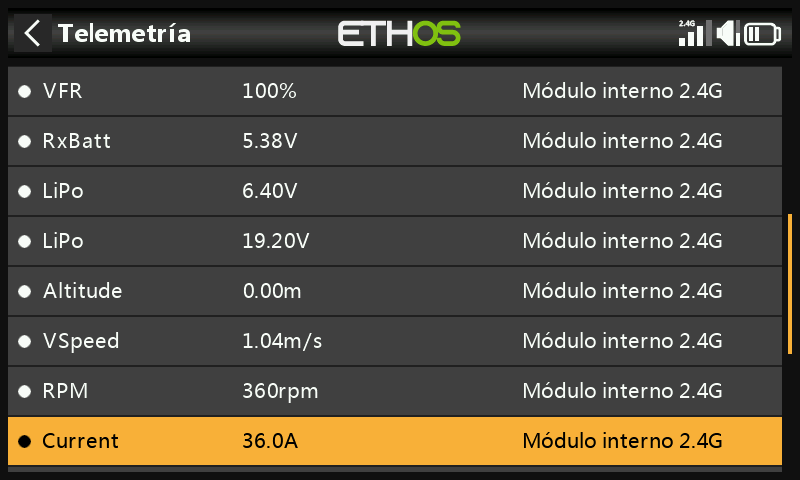 Telemetría ETHOS 2.4G
VFR 100% Módulo interno 2.4G
RxBatt 5.38V Módulo interno 2.4G
LiPo 6.40V Módulo interno 2.4G
LiPo 19.20V Módulo interno 2.4G
Altitude 0.00m Módulo interno 2.4G
VSpeed 1.04m/s Módulo interno 2.4G
RPM 360rpm Módulo interno 2.4G
Current 36.0A Módulo interno 2.4G